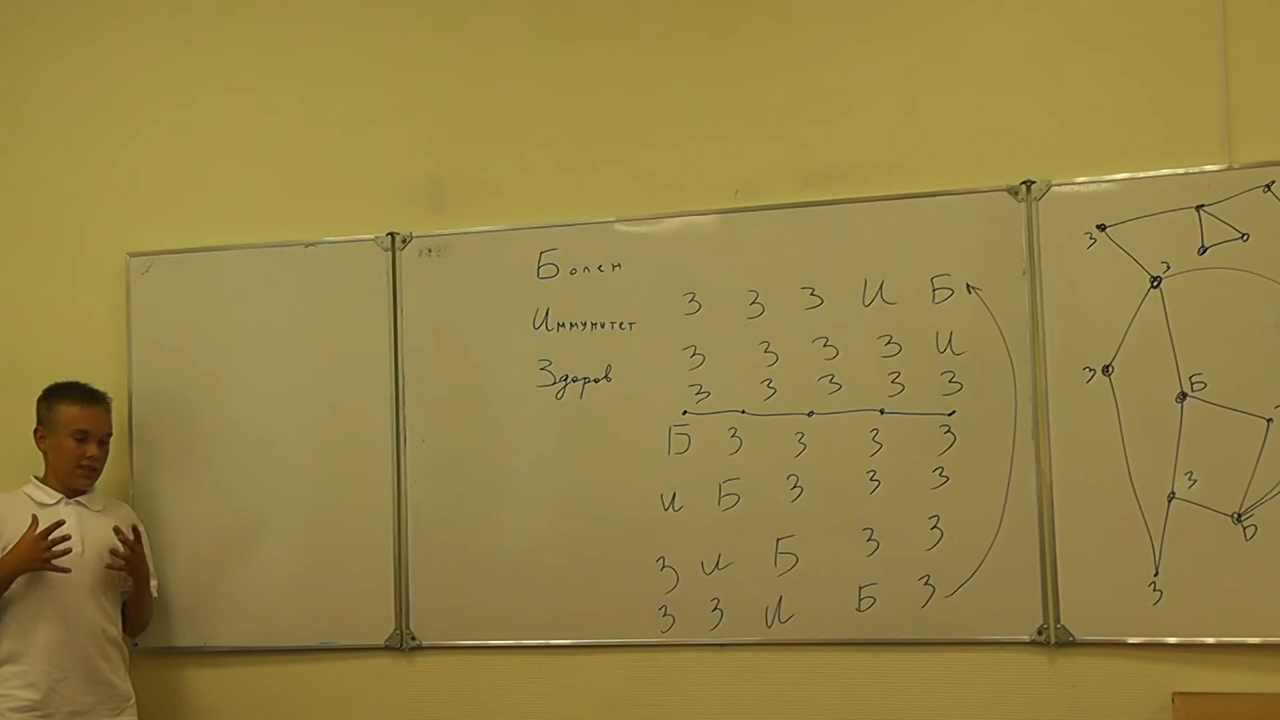 Болен
Иммунитет
Здоров
З З З И Б
З З З З И
З З З З З
Б З З З З
И Б З З З
З И Б З З
З З И Б З
З
З
З
Б
З
Б
З